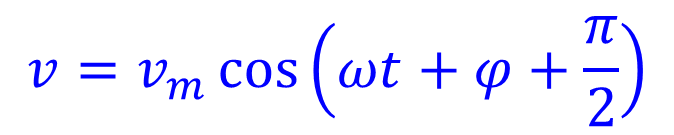 v = v_m cos(ωt + φ + π/2)